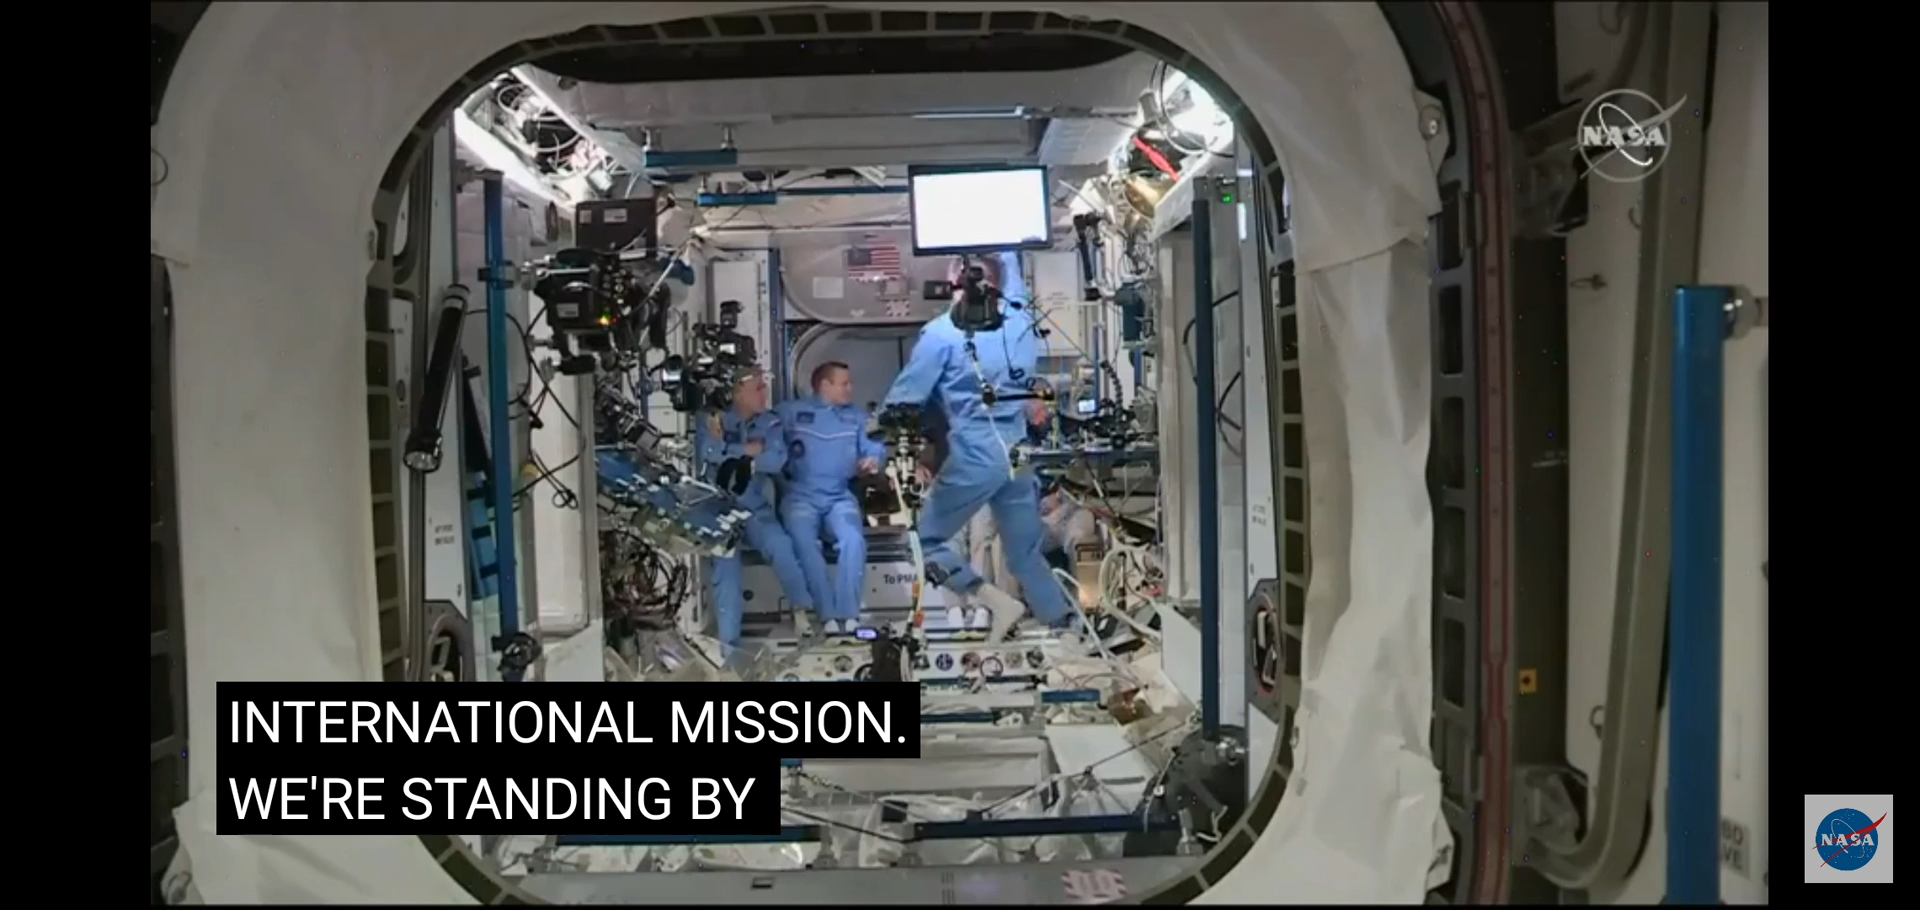 NASA
To PMA
INTERNATIONAL MISSION.
WE'RE STANDING BY
NASA